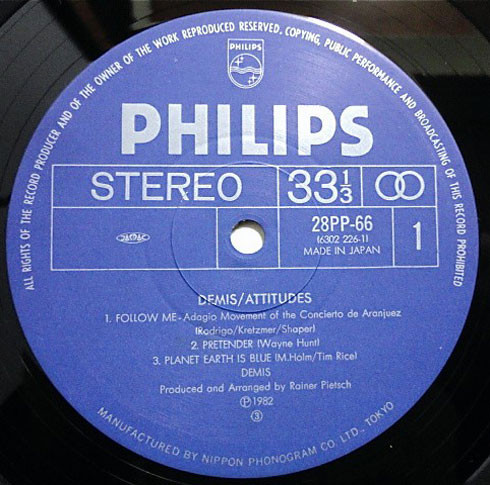 ALL RIGHTS OF THE RECORD PRODUCER AND OF THE OWNER OF THE WORK REPRODUCED RESERVED. COPYING, PUBLIC PERFORMANCE AND BROADCASTING OF THIS RECORD PROHIBITED
PHILIPS
PHILIPS
STEREO 33 1/3
28PP-66
(6302 226-1)
MADE IN JAPAN
1
DEMIS/ATTITUDES
1. FOLLOW ME-Adagio Movement of the Concierto de Aranjuez
(Rodrigo/Kretzmer/Shaper)
2. PRETENDER (Wayne Hunt)
3. PLANET EARTH IS BLUE (M.Holm/Tim Rice)
DEMIS
Produced and Arranged by Rainer Pietsch
Ⓟ1982
③
MANUFACTURED BY NIPPON PHONOGRAM CO. LTD., TOKYO